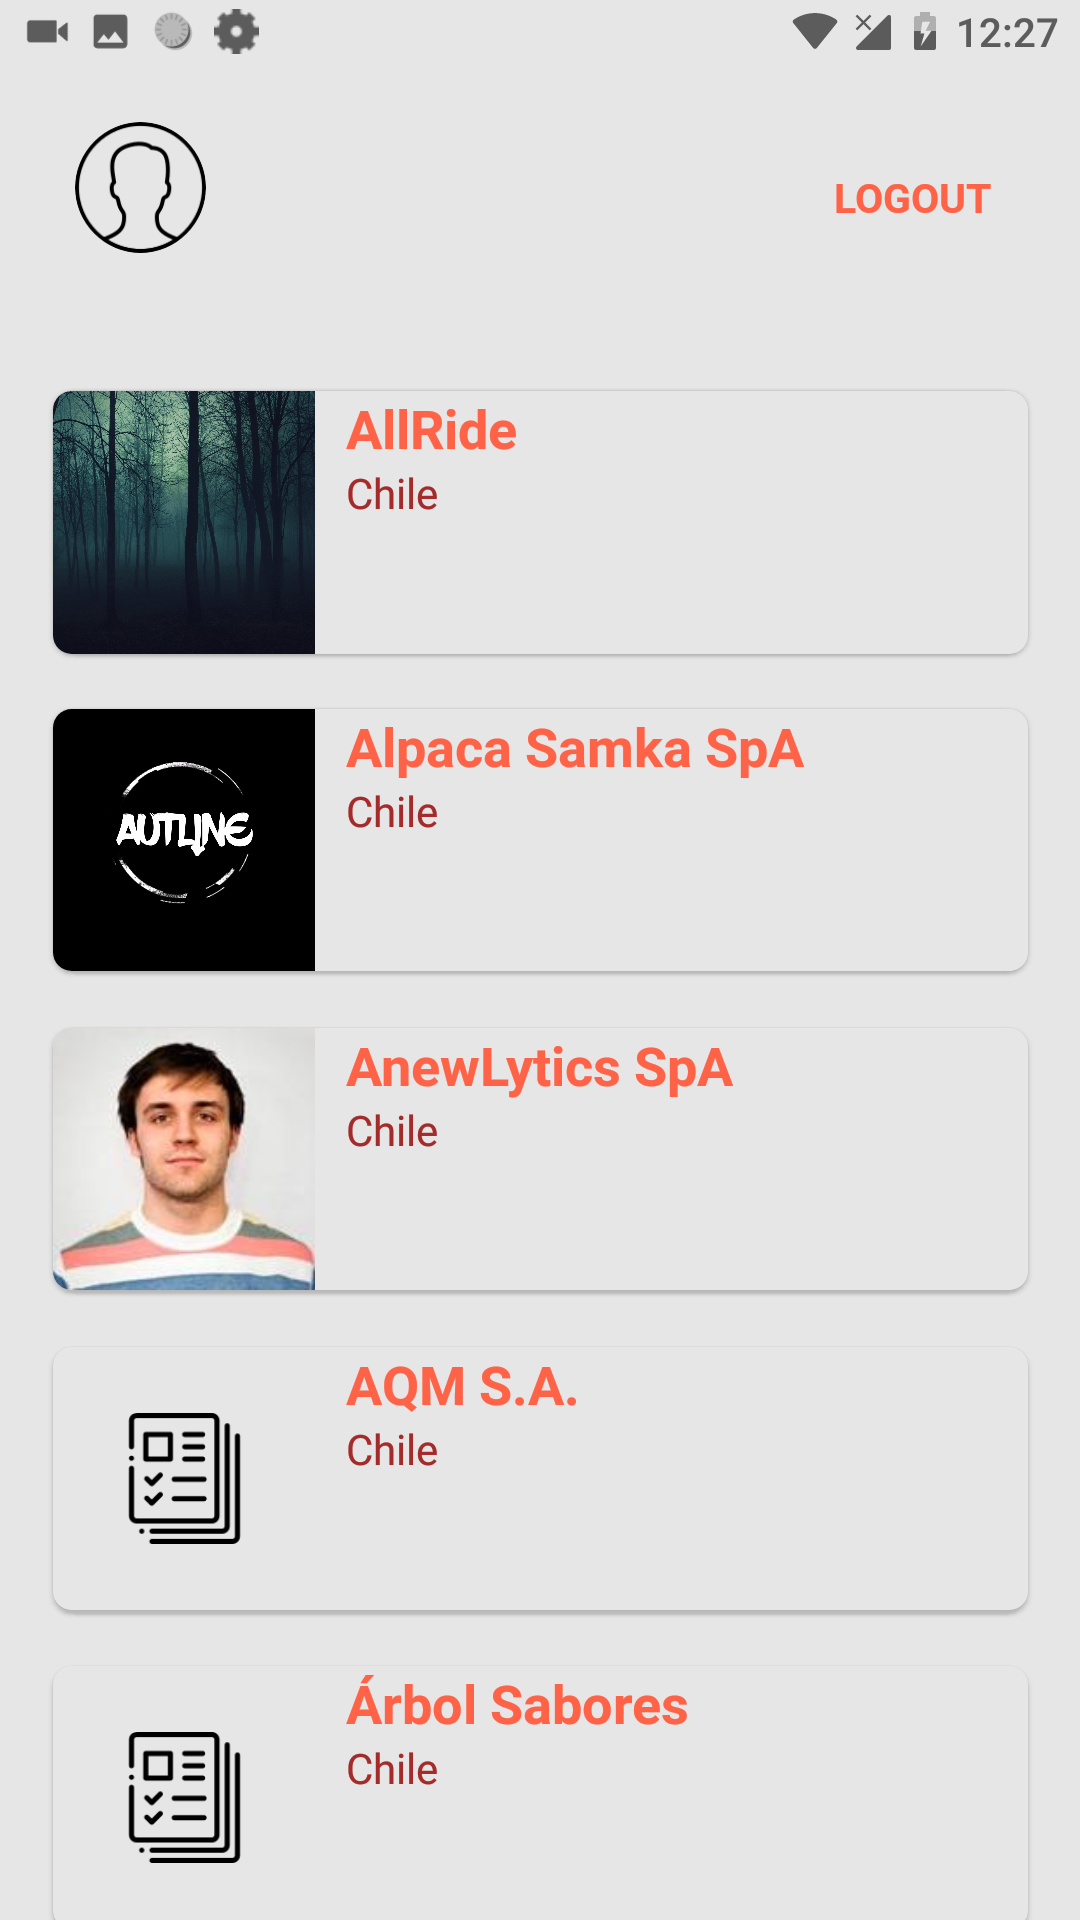 12:27
LOGOUT
AllRide
Chile
Alpaca Samka SpA
Chile
AUTLINE
AnewLytics SpA
Chile
AQM S.A.
Chile
Árbol Sabores
Chile